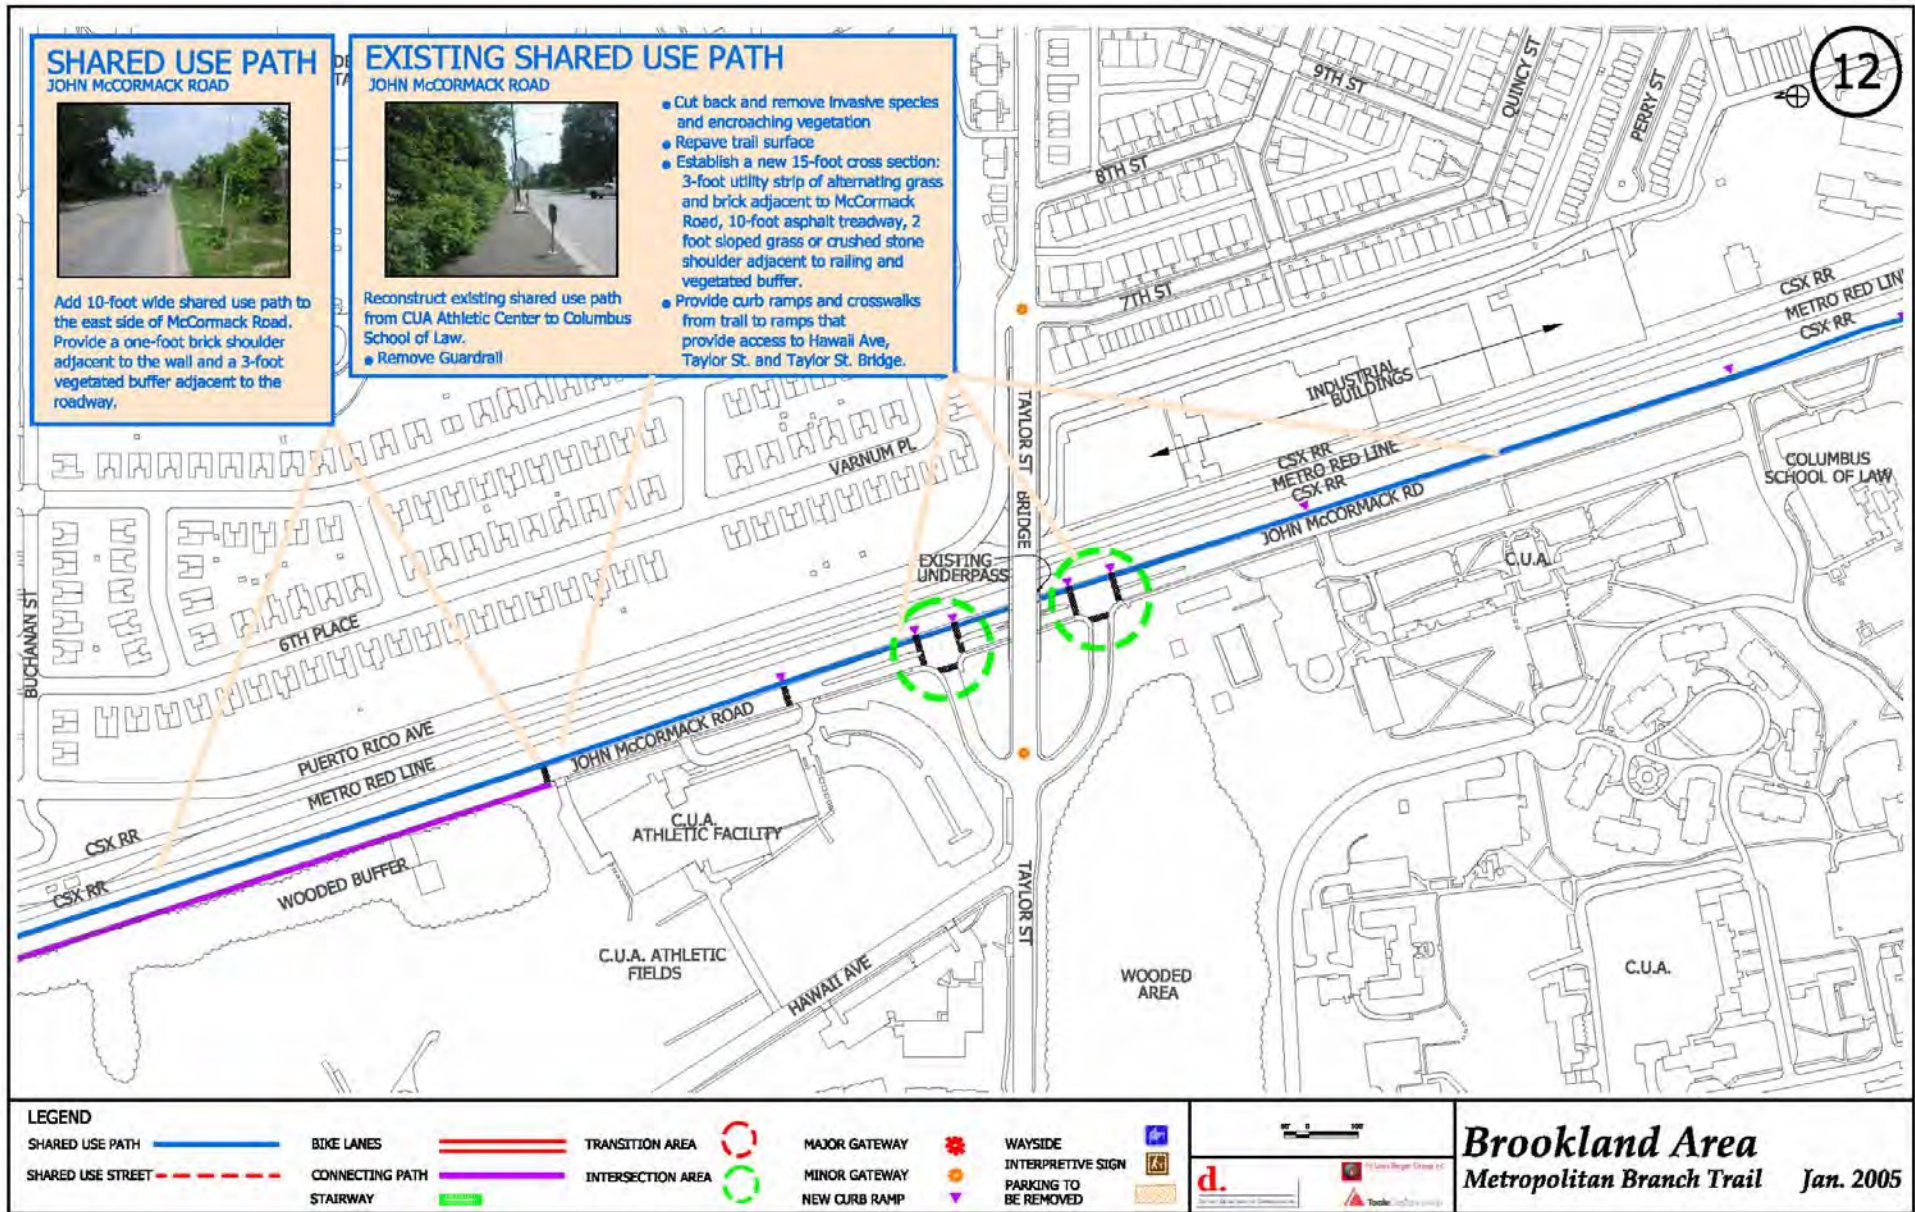 SHARED USE PATH
JOHN McCORMACK ROAD
Add 10-foot wide shared use path to
the east side of McCormack Road.
Provide a one-foot brick shoulder
adjacent to the wall and a 3-foot
vegetated buffer adjacent to the
roadway.
EXISTING SHARED USE PATH
JOHN McCORMACK ROAD
Reconstruct existing shared use path
from CUA Athletic Center to Columbus
School of Law.
• Remove Guardrail
• Cut back and remove invasive species
and encroaching vegetation
• Repave trail surface
• Establish a new 15-foot cross section:
3-foot utility strip of alternating grass
and brick adjacent to McCormack
Road, 10-foot asphalt treadway, 2
foot sloped grass or crushed stone
shoulder adjacent to railing and
vegetated buffer.
• Provide curb ramps and crosswalks
from trail to ramps that
provide access to Hawaii Ave,
Taylor St. and Taylor St. Bridge.
12
N
9TH ST
QUINCY ST
PERRY ST
8TH ST
7TH ST
CSX RR
METRO RED LINE
CSX RR
INDUSTRIAL
BUILDINGS
TAYLOR ST
BRIDGE
VARNUM PL
CSX RR
METRO RED LINE
CSX RR
JOHN McCORMACK RD
COLUMBUS
SCHOOL OF LAW
C.U.A.
EXISTING
UNDERPASS
BUCHANAN ST
6TH PLACE
PUERTO RICO AVE
METRO RED LINE
JOHN McCORMACK ROAD
CSX RR
CSX RR
WOODED BUFFER
C.U.A.
ATHLETIC FACILITY
C.U.A. ATHLETIC
FIELDS
HAWAII AVE
TAYLOR ST
WOODED
AREA
C.U.A.
LEGEND
SHARED USE PATH
SHARED USE STREET
BIKE LANES
CONNECTING PATH
STAIRWAY
TRANSITION AREA
INTERSECTION AREA
MAJOR GATEWAY
MINOR GATEWAY
NEW CURB RAMP
WAYSIDE
INTERPRETIVE SIGN
PARKING TO
BE REMOVED
0
d.
Brookland Area
Metropolitan Branch Trail Jan. 2005